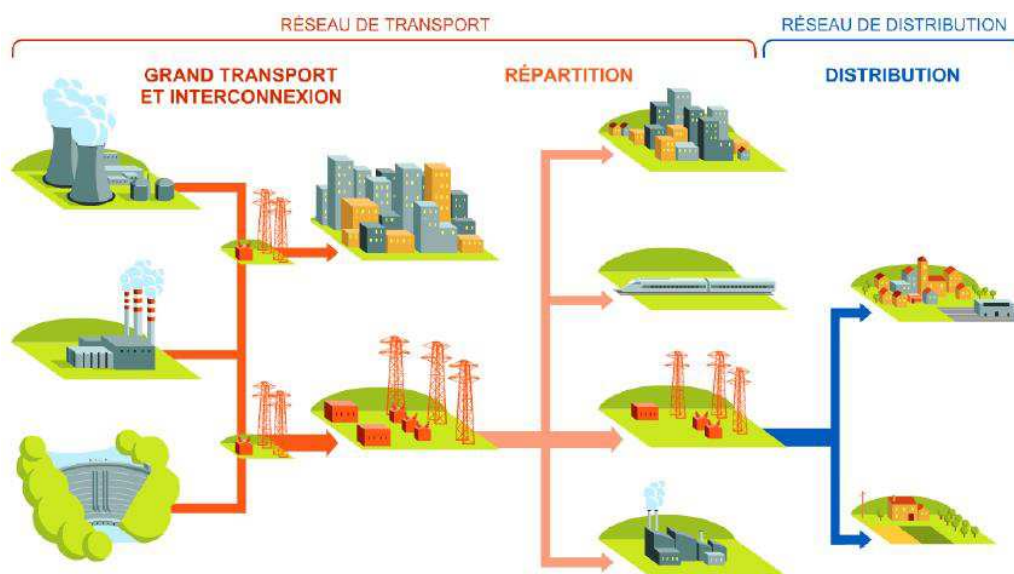 RÉSEAU DE TRANSPORT
RÉSEAU DE DISTRIBUTION
GRAND TRANSPORT
ET INTERCONNEXION
RÉPARTITION
DISTRIBUTION